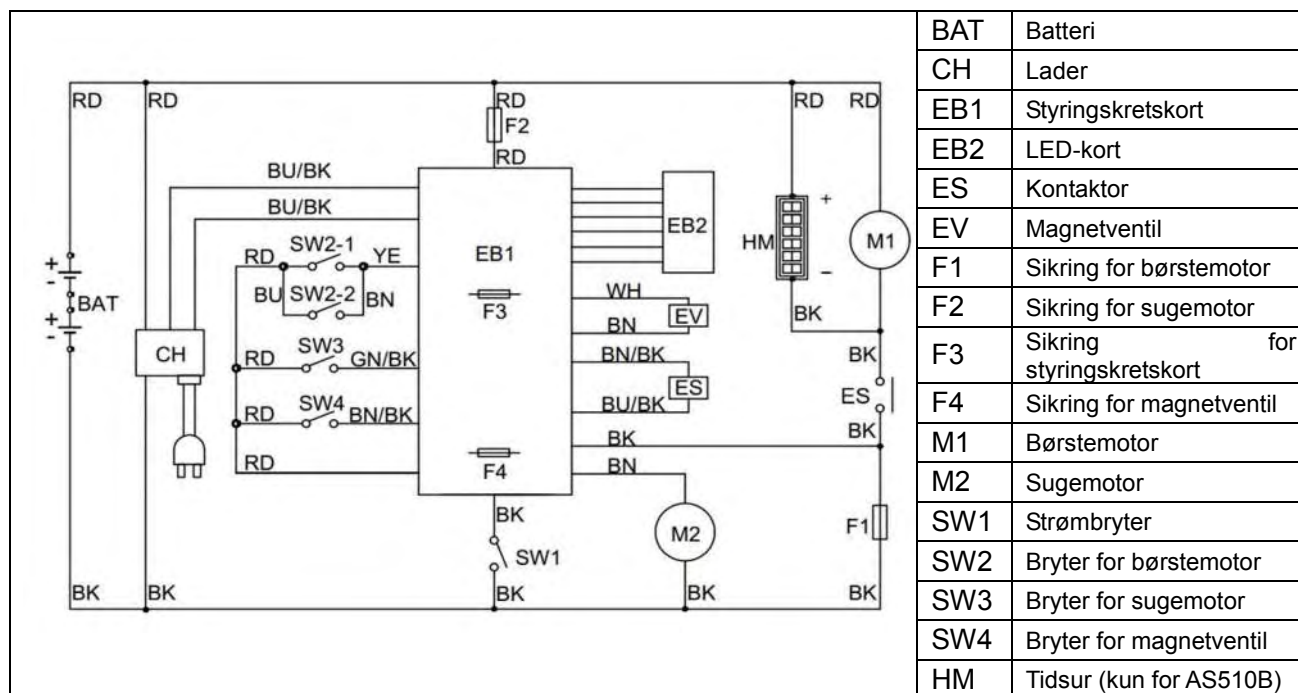 RD RD RD RD RD
F2
RD
BU/BK
BU/BK
EB2
+
HM
M1
-
SW2-1
RD YE
EB1
BU BN
SW2-2
F3
WH
EV
BN
BK
+
-
BAT
+
-
CH
SW3
RD GN/BK
BN/BK
ES
BU/BK
BK
ES
SW4
RD BN/BK
BK
BK
RD
F4
BN
BK
M2
F1
SW1
BK BK BK BK BK
BAT Batteri
CH Lader
EB1 Styringskretskort
EB2 LED-kort
ES Kontaktor
EV Magnetventil
F1 Sikring for børstemotor
F2 Sikring for sugemotor
F3 Sikring for
styringskretskort
F4 Sikring for magnetventil
M1 Børstemotor
M2 Sugemotor
SW1 Strømbryter
SW2 Bryter for børstemotor
SW3 Bryter for sugemotor
SW4 Bryter for magnetventil
HM Tidsur (kun for AS510B)